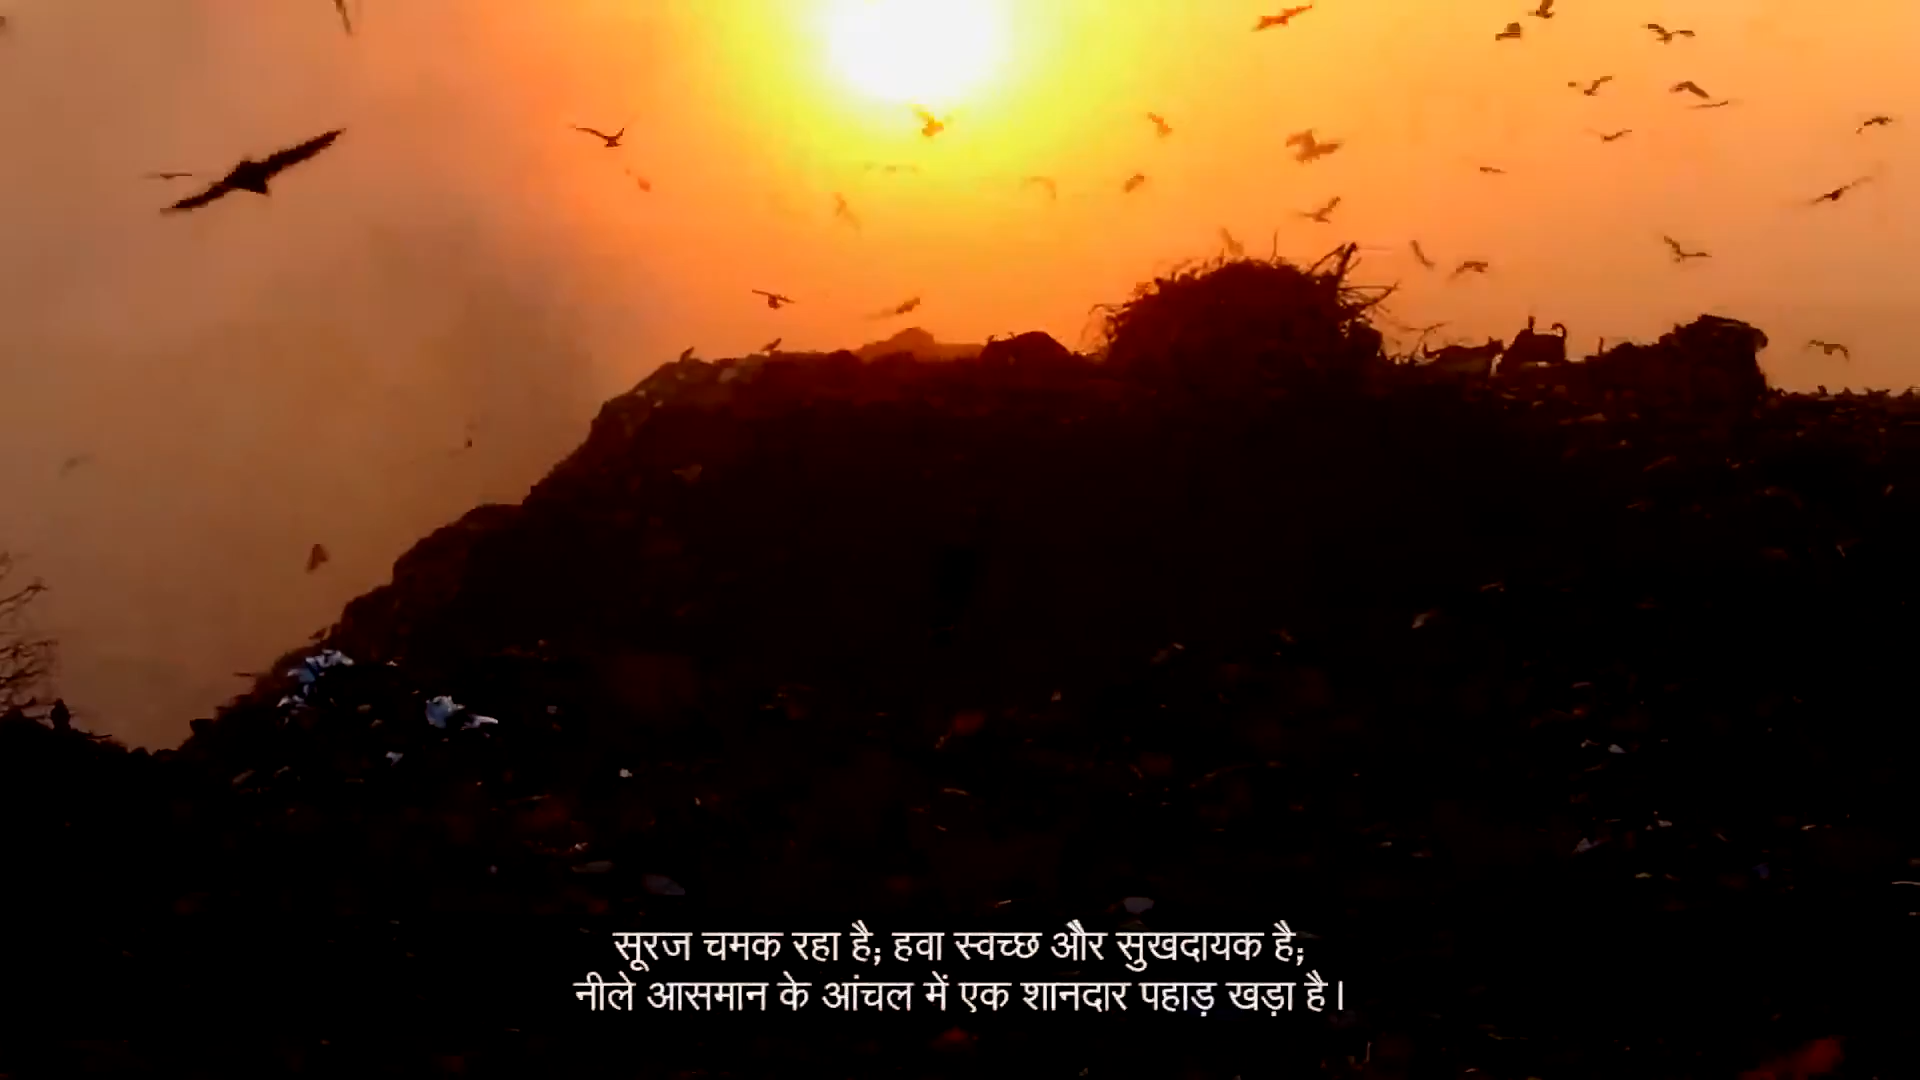 सूरज चमक रहा है; हवा स्वच्छ और सुखदायक है;
नीले आसमान के आंचल में एक शानदार पहाड़ खड़ा है।